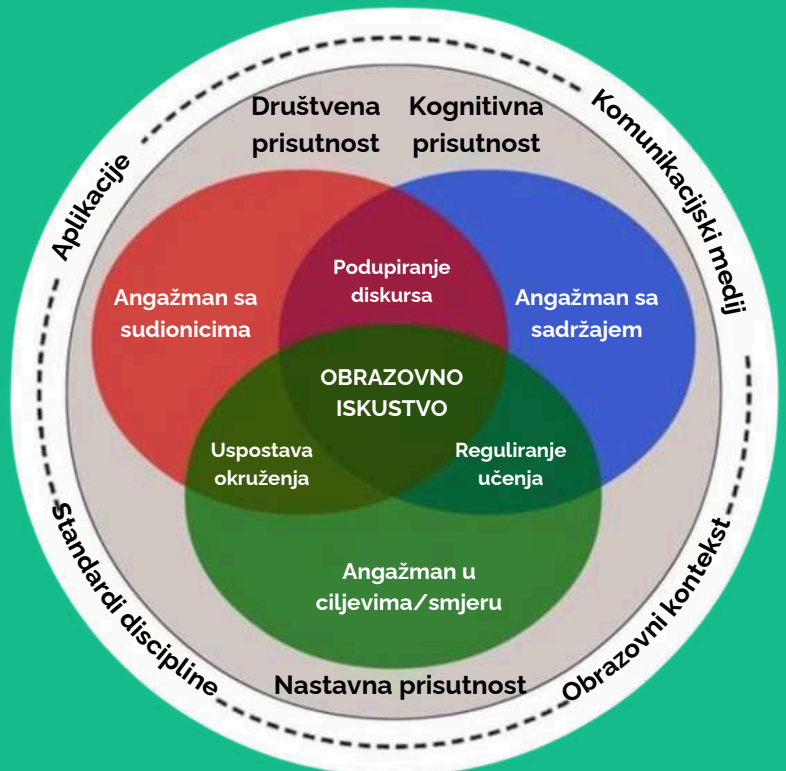 Društvena prisutnost
Kognitivna prisutnost
Komunikacijski medij
Aplikacije
Podupiranje
diskursa
Angažman sa
sudionicima
Angažman sa
sadržajem
OBRAZOVNO
ISKUSTVO
Uspostava
okruženja
Reguliranje
učenja
Angažman u
ciljevima/smjeru
Standardi discipline
Obrazovni kontekst
Nastavna prisutnost